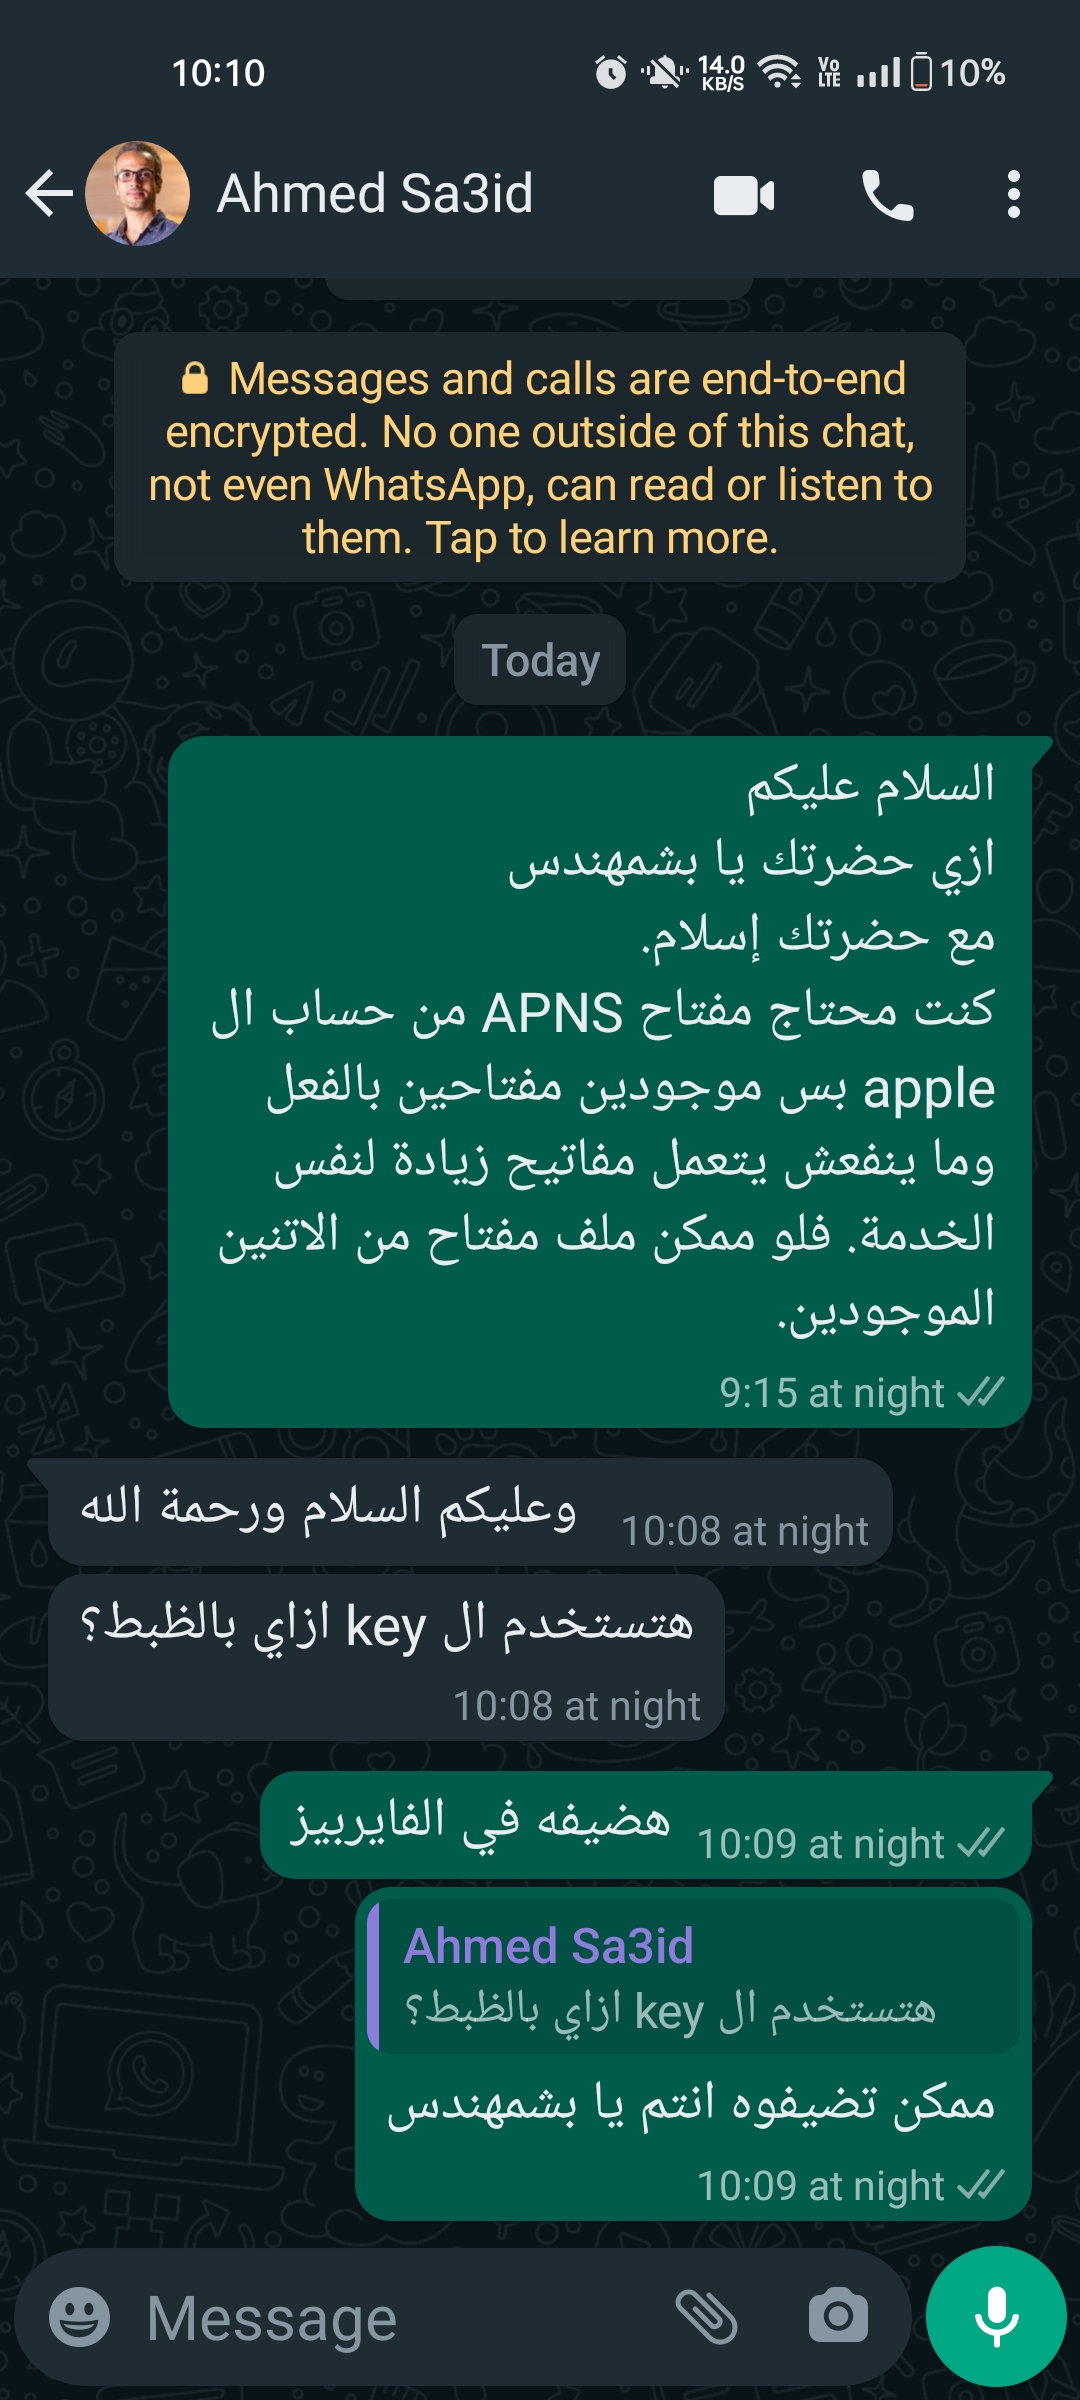 10:10
14.0 KB/S Vo LTE 10%
Ahmed Sa3id
Messages and calls are end-to-end
encrypted. No one outside of this chat,
not even WhatsApp, can read or listen to
them. Tap to learn more.
Today
السلام عليكم
ازي حضرتك يا بشمهندس
مع حضرتك إسلام.
كنت محتاج مفتاح APNS من حساب ال
apple بس موجودين مفتاحين بالفعل
وما ينفعش يتعمل مفاتيح زيادة لنفس
الخدمة. فلو ممكن ملف مفتاح من الاتنين
الموجودين.
9:15 at night
وعليكم السلام ورحمة الله
10:08 at night
هتستخدم ال key ازاي بالظبط؟
10:08 at night
هضيفه في الفايربيز
10:09 at night
Ahmed Sa3id
هتستخدم ال key ازاي بالظبط؟
ممكن تضيفوه انتم يا بشمهندس
10:09 at night
Message